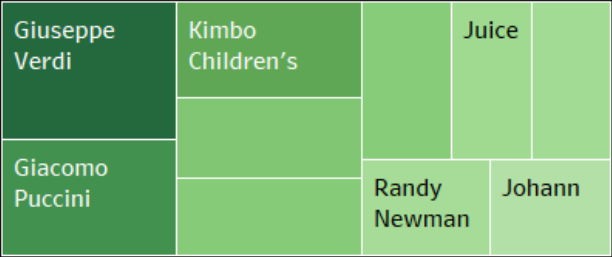 Giuseppe
Verdi
Giacomo
Puccini
Kimbo
Children's
Juice
Randy
Newman
Johann